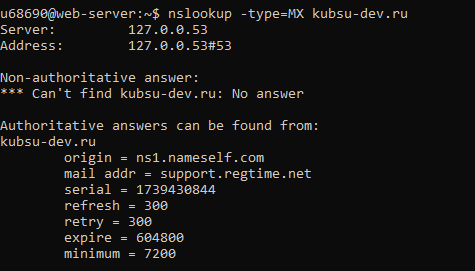 u68690@web-server:~$ nslookup -type=MX kubsu-dev.ru
Server:         127.0.0.53
Address:        127.0.0.53#53
Non-authoritative answer:
*** Can't find kubsu-dev.ru: No answer
Authoritative answers can be found from:
kubsu-dev.ru
        origin = ns1.nameself.com
        mail addr = support.regtime.net
        serial = 1739430844
        refresh = 300
        retry = 300
        expire = 604800
        minimum = 7200